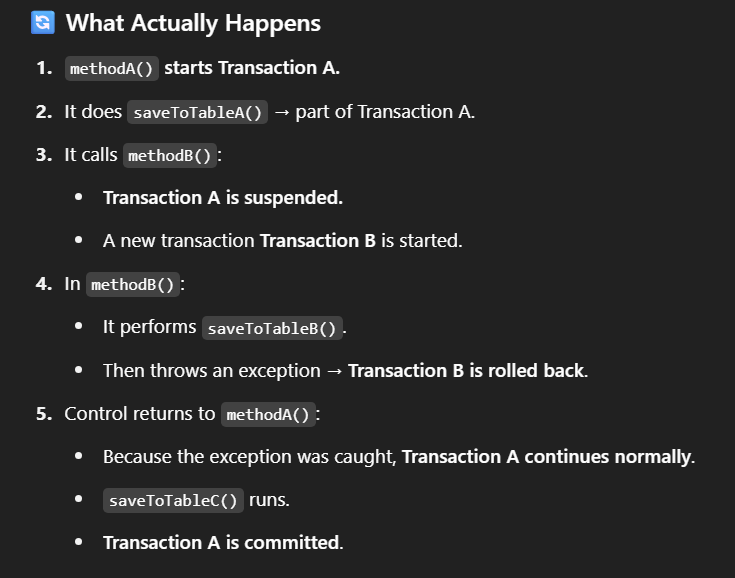 🔄 What Actually Happens
1. methodA() starts Transaction A.
2. It does saveToTableA() → part of Transaction A.
3. It calls methodB():
• Transaction A is suspended.
• A new transaction Transaction B is started.
4. In methodB():
• It performs saveToTableB().
• Then throws an exception → Transaction B is rolled back.
5. Control returns to methodA():
• Because the exception was caught, Transaction A continues normally.
• saveToTableC() runs.
• Transaction A is committed.